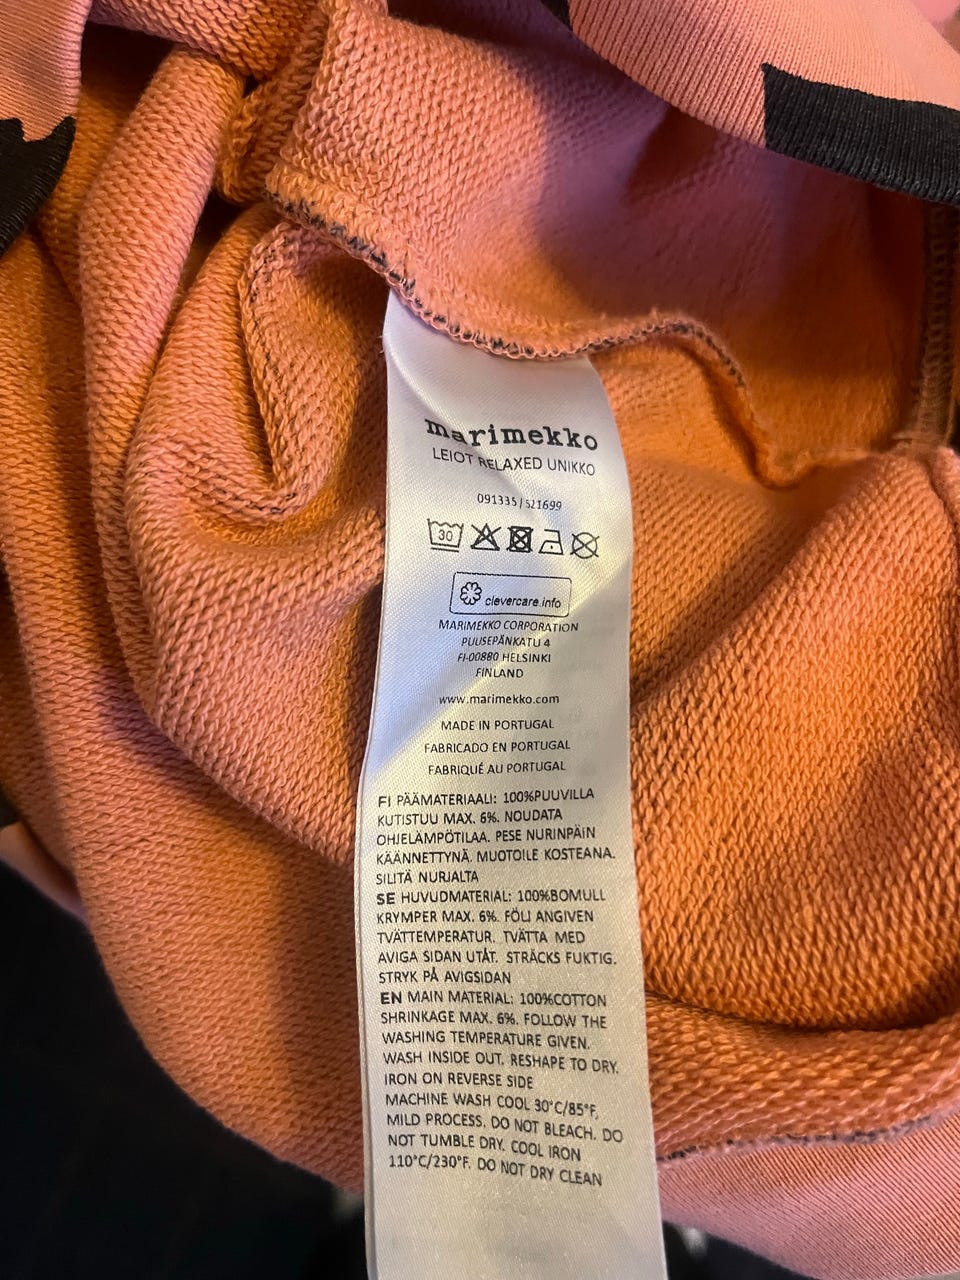 marimekko
LEIOT RELAXED UNIKKO
091335 / 521699
30
clevercare.info
MARIMEKKO CORPORATION
PUUSEPÄNKATU 4
FI-00880 HELSINKI
FINLAND
www.marimekko.com
MADE IN PORTUGAL
FABRICADO EN PORTUGAL
FABRIQUÉ AU PORTUGAL
FI PÄÄMATERIAALI: 100%PUUVILLA
KUTISTUU MAX. 6%. NOUDATA
OHJELÄMPÖTILAA. PESE NURINPÄIN
KÄÄNNETTYNÄ. MUOTOILE KOSTEANA.
SILITÄ NURJALTA
SE HUVUDMATERIAL: 100%BOMULL
KRYMPER MAX. 6%. FÖLJ ANGIVEN
TVÄTTEMPERATUR. TVÄTTA MED
AVIGA SIDAN UTÅT. STRÄCKS FUKTIG.
STRYK PÅ AVIGSIDAN
EN MAIN MATERIAL: 100%COTTON
SHRINKAGE MAX. 6%. FOLLOW THE
WASHING TEMPERATURE GIVEN.
WASH INSIDE OUT. RESHAPE TO DRY.
IRON ON REVERSE SIDE
MACHINE WASH COOL 30°C/85°F,
MILD PROCESS. DO NOT BLEACH. DO
NOT TUMBLE DRY. COOL IRON
110°C/230°F. DO NOT DRY CLEAN